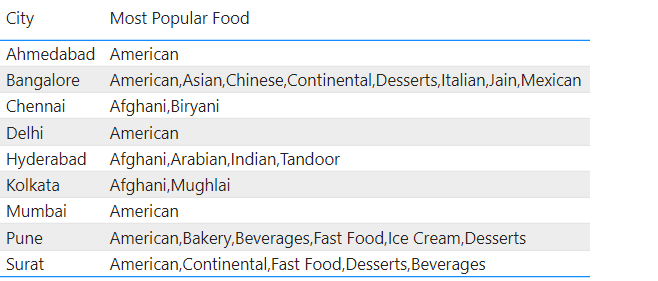 City Most Popular Food
Ahmedabad American
Bangalore American,Asian,Chinese,Continental,Desserts,Italian,Jain,Mexican
Chennai Afghani,Biryani
Delhi American
Hyderabad Afghani,Arabian,Indian,Tandoor
Kolkata Afghani,Mughlai
Mumbai American
Pune American,Bakery,Beverages,Fast Food,Ice Cream,Desserts
Surat American,Continental,Fast Food,Desserts,Beverages